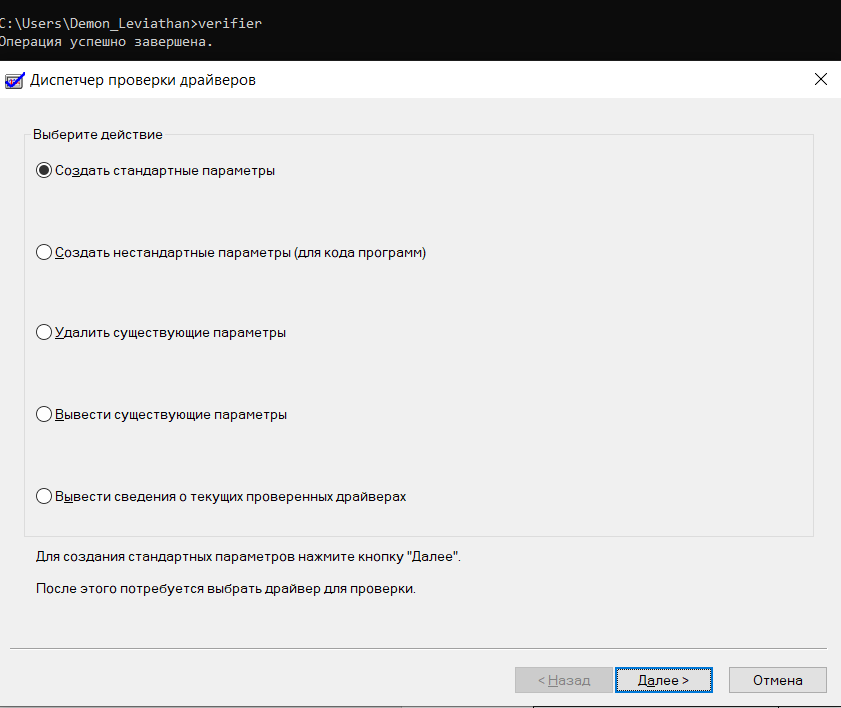 C:\Users\Demon_Leviathan>verifier
Операция успешно завершена.
Диспетчер проверки драйверов
Выберите действие
Создать стандартные параметры
Создать нестандартные параметры (для кода программ)
Удалить существующие параметры
Вывести существующие параметры
Вывести сведения о текущих проверенных драйверах
Для создания стандартных параметров нажмите кнопку "Далее".
После этого потребуется выбрать драйвер для проверки.
< Назад Далее > Отмена